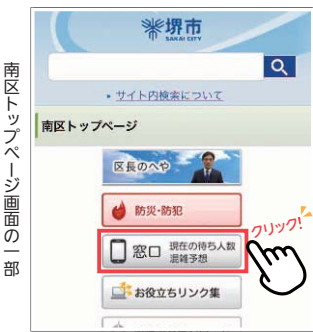 南区トップページ画面の一部
堺市
SAKAI CITY
サイト内検索について
南区トップページ
区長のへや
防災・防犯
窓口 現在の待ち人数
混雑予想
クリック!
お役立ちリンク集